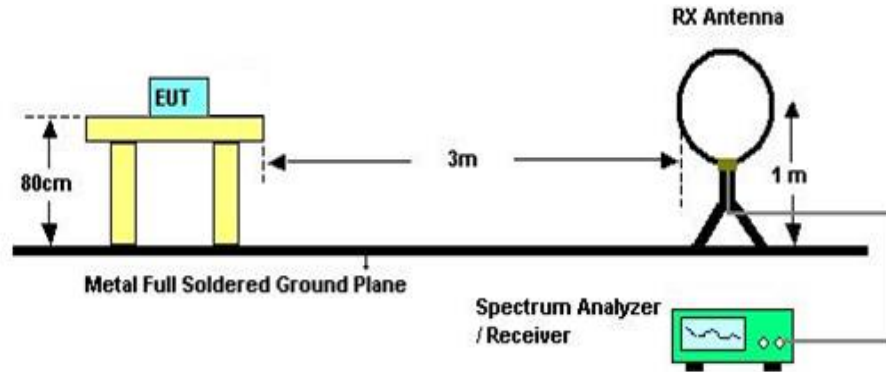 RX Antenna
EUT
3m
80cm
1 m
Metal Full Soldered Ground Plane
Spectrum Analyzer
/ Receiver